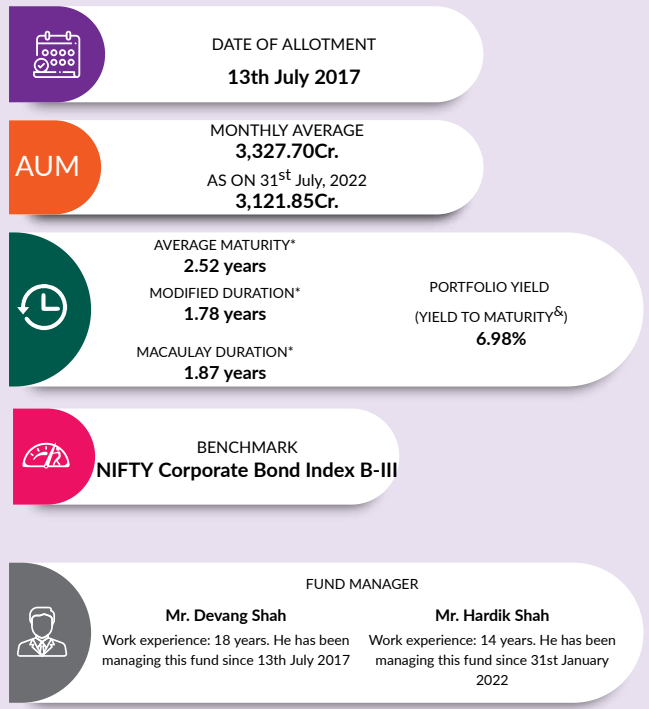 DATE OF ALLOTMENT
13th July 2017
AUM
MONTHLY AVERAGE
3,327.70Cr.
AS ON 31st July, 2022
3,121.85Cr.
AVERAGE MATURITY*
2.52 years
MODIFIED DURATION*
1.78 years
MACAULAY DURATION*
1.87 years
PORTFOLIO YIELD
(YIELD TO MATURITY&)
6.98%
BENCHMARK
NIFTY Corporate Bond Index B-III
FUND MANAGER
Mr. Devang Shah
Work experience: 18 years. He has been
managing this fund since 13th July 2017
Mr. Hardik Shah
Work experience: 14 years. He has been
managing this fund since 31st January
2022